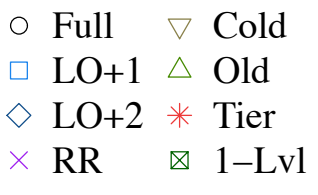 Full Cold
LO+1 Old
LO+2 Tier
RR 1−Lvl